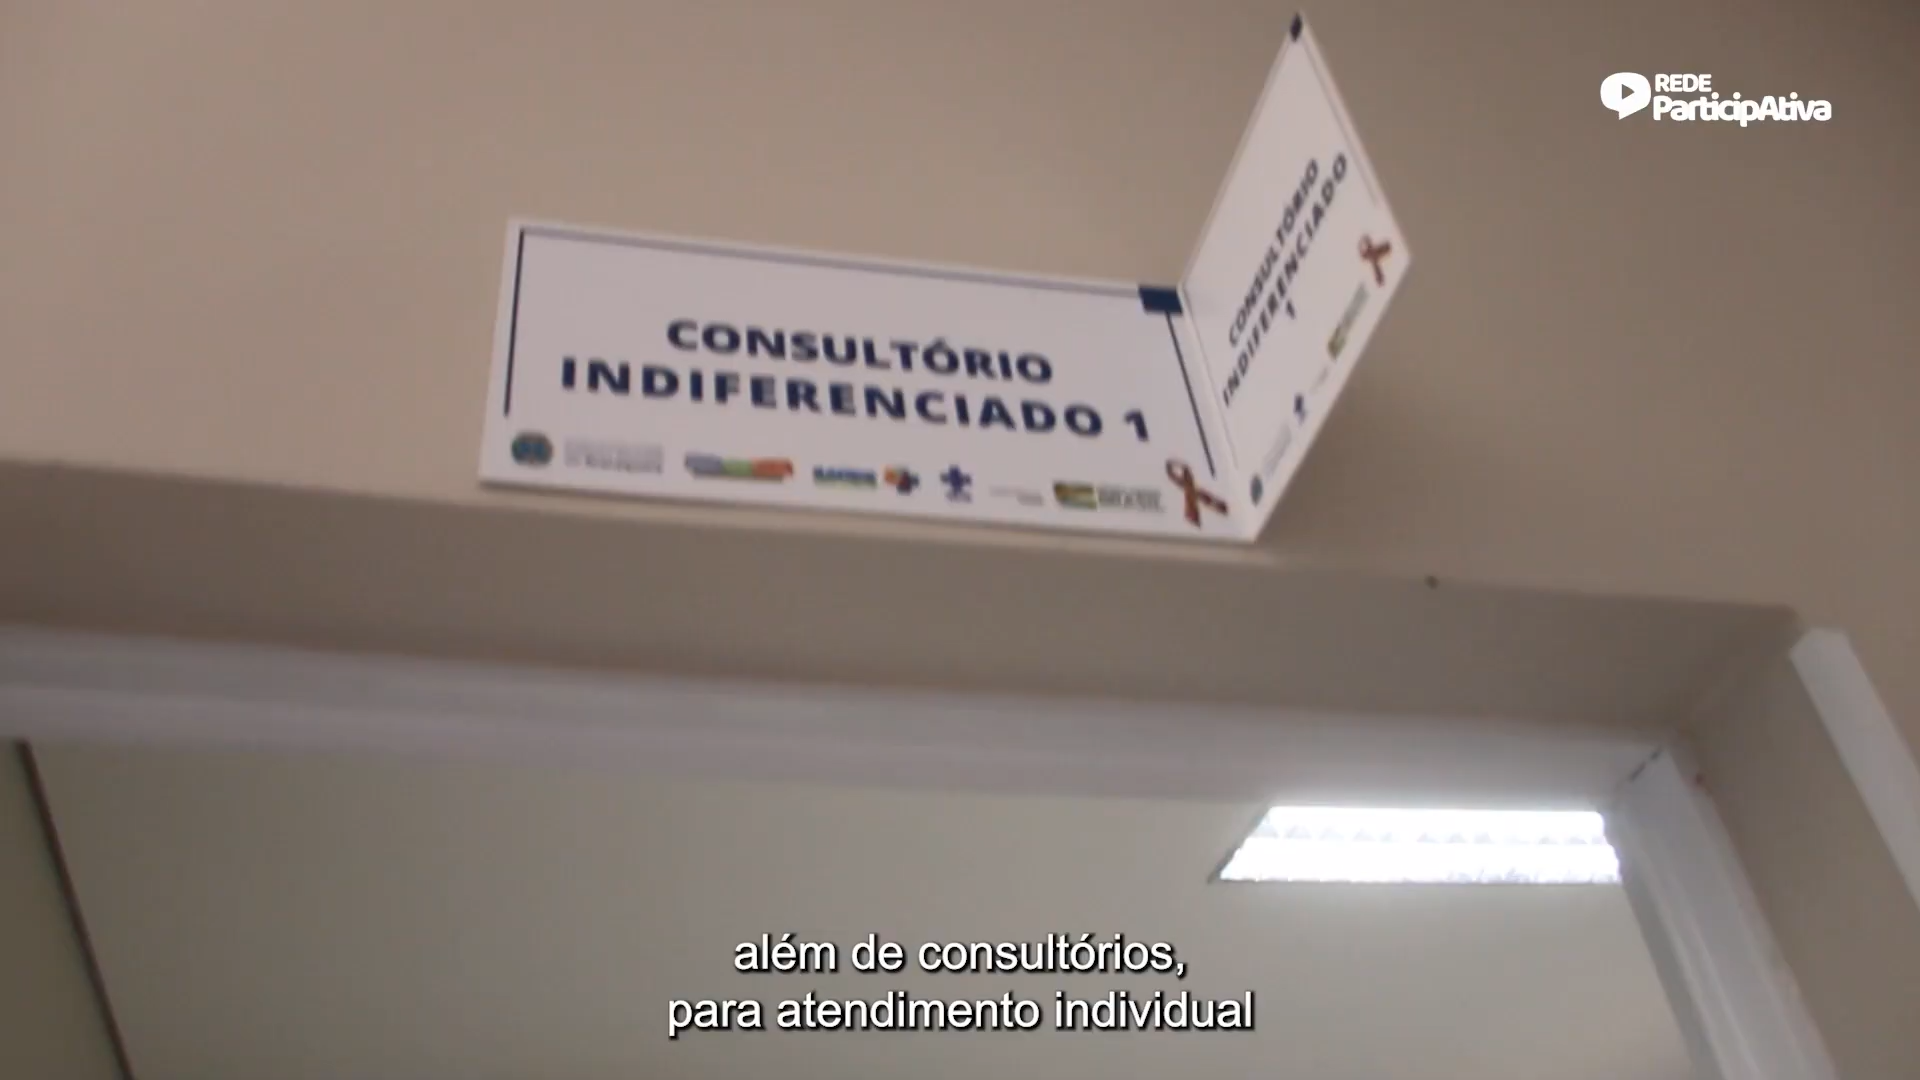 REDE
ParticipAtiva
CONSULTÓRIO
INDIFERENCIADO 1
CONSULTÓRIO
INDIFERENCIADO
1
além de consultórios,
para atendimento individual